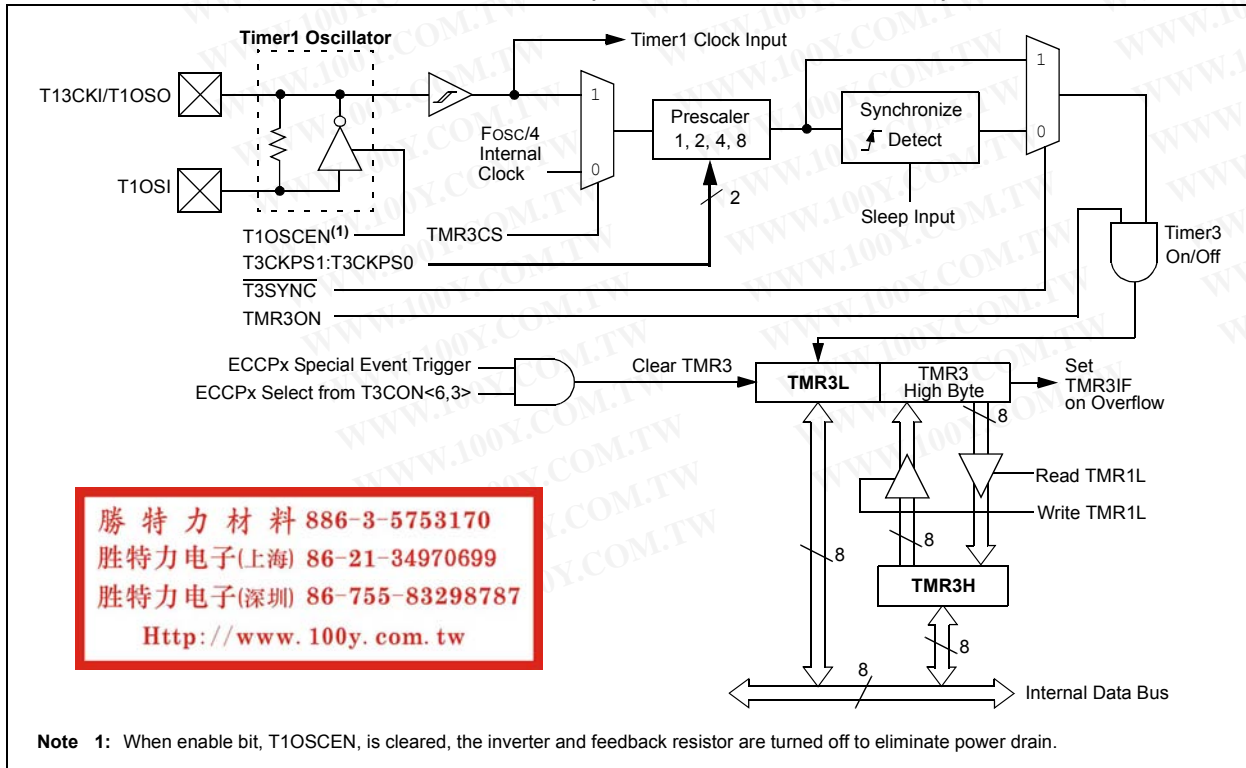 Timer1 Oscillator
Timer1 Clock Input
T13CKI/T1OSO
1
1
FOSC/4
Internal
Clock
Prescaler
1, 2, 4, 8
Synchronize
Detect
0
0
T1OSI
2
Sleep Input
T1OSCEN(1)
TMR3CS
Timer3
On/Off
T3CKPS1:T3CKPS0
T3SYNC
TMR3ON
ECCPx Special Event Trigger
ECCPx Select from T3CON<6,3>
Clear TMR3
TMR3L
TMR3
High Byte
Set
TMR3IF
on Overflow
8
Read TMR1L
Write TMR1L
8
8
TMR3H
8
8
Internal Data Bus
勝特力材料 886-3-5753170
胜特力电子(上海) 86-21-34970699
胜特力电子(深圳) 86-755-83298787
Http://www.100y.com.tw
Note 1: When enable bit, T1OSCEN, is cleared, the inverter and feedback resistor are turned off to eliminate power drain.
WWW.100Y.COM.TW